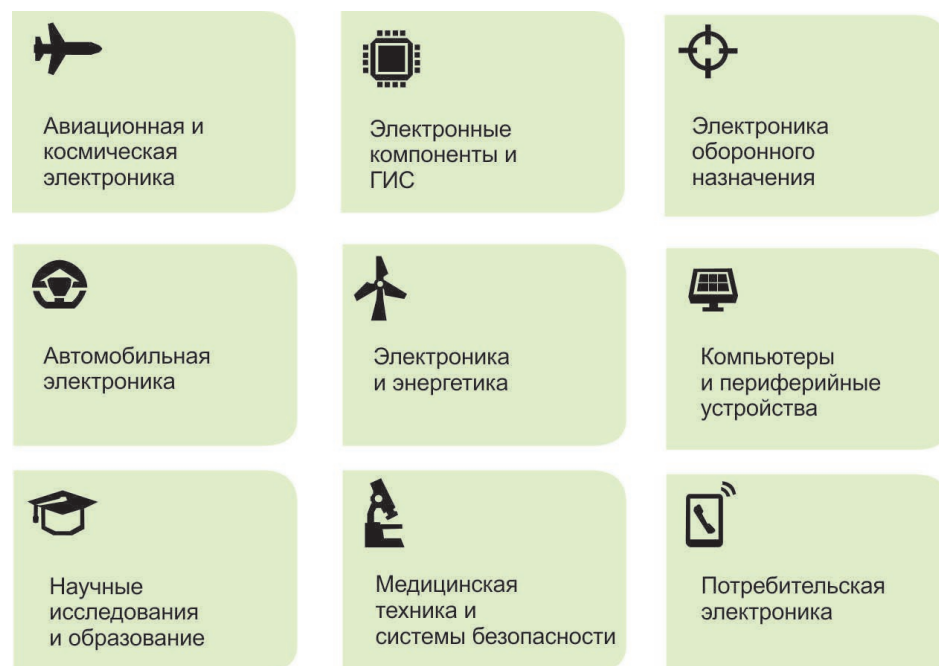 Авиационная и
космическая
электроника
Электронные
компоненты и
ГИС
Электроника
оборонного
назначения
Автомобильная
электроника
Электроника
и энергетика
Компьютеры
и периферийные
устройства
Научные
исследования
и образование
Медицинская
техника и
системы безопасности
Потребительская
электроника